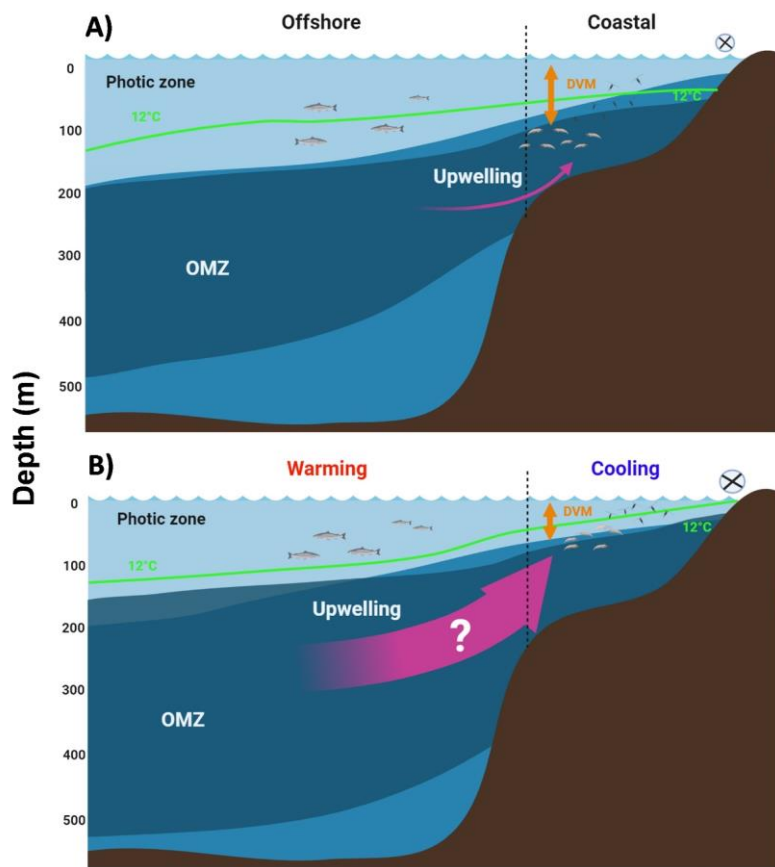 A)
Offshore
Coastal
0
Photic zone
DVM
12°C
12°C
100
Upwelling
200
OMZ
300
400
500
Depth (m)
B)
Warming
Cooling
0
Photic zone
DVM
12°C
12°C
100
Upwelling
200
?
300
OMZ
400
500